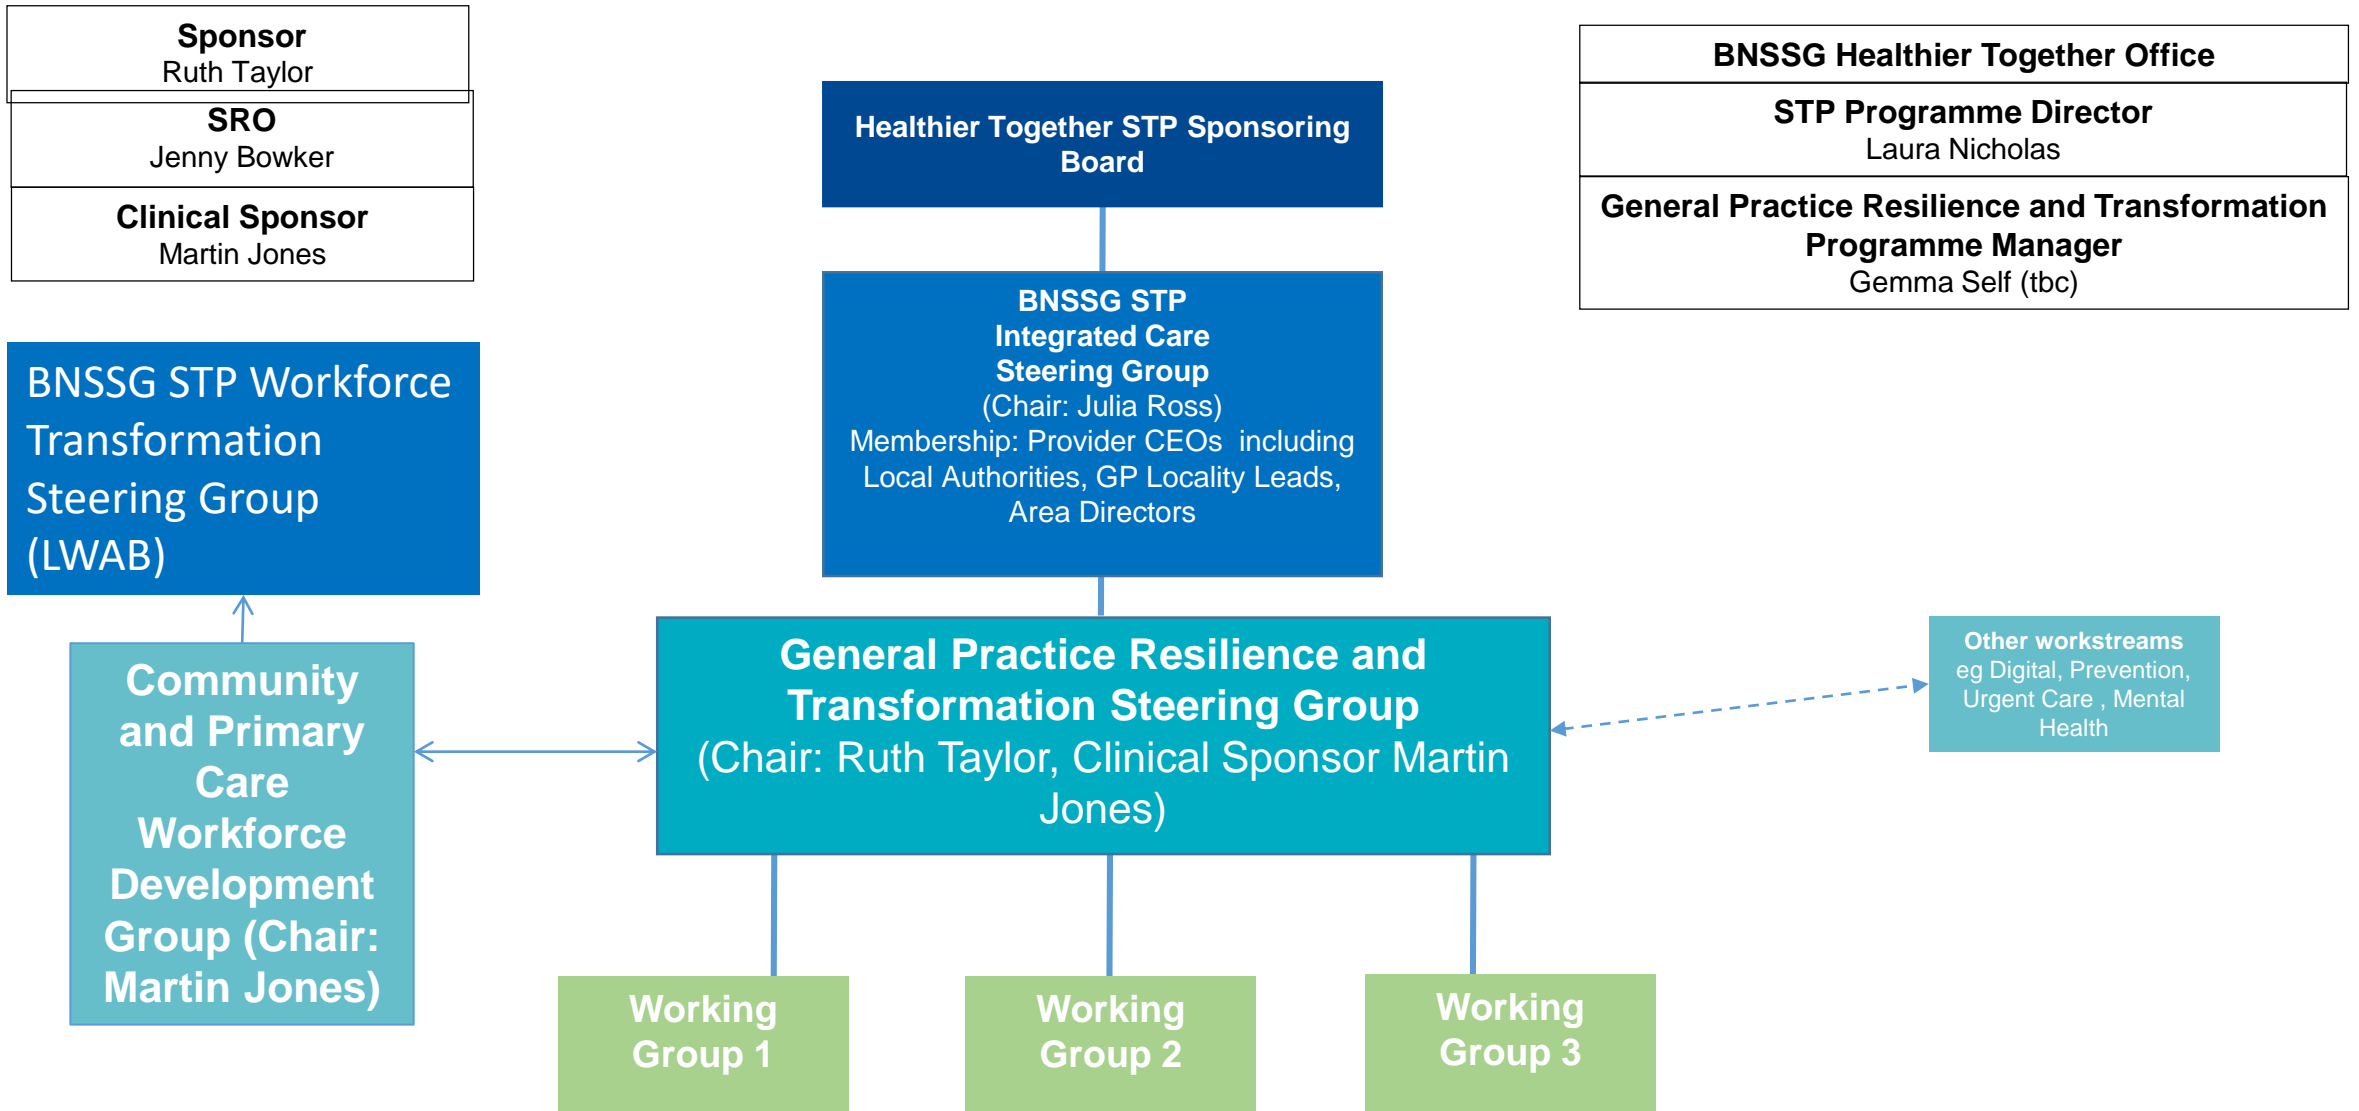 Sponsor
Ruth Taylor
SRO
Jenny Bowker
Clinical Sponsor
Martin Jones
Healthier Together STP Sponsoring
Board
BNSSG Healthier Together Office
STP Programme Director
Laura Nicholas
General Practice Resilience and Transformation
Programme Manager
Gemma Self (tbc)
BNSSG STP
Integrated Care
Steering Group
(Chair: Julia Ross)
Membership: Provider CEOs including
Local Authorities, GP Locality Leads,
Area Directors
BNSSG STP Workforce
Transformation
Steering Group
(LWAB)
Community
and Primary
Care
Workforce
Development
Group (Chair:
Martin Jones)
General Practice Resilience and
Transformation Steering Group
(Chair: Ruth Taylor, Clinical Sponsor Martin
Jones)
Other workstreams
eg Digital, Prevention,
Urgent Care , Mental
Health
Working
Group 1
Working
Group 2
Working
Group 3